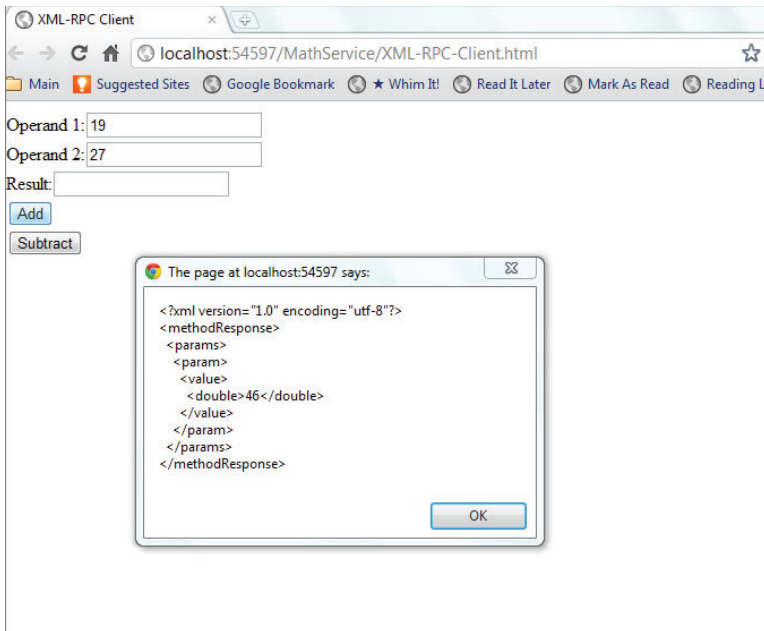 XML-RPC Client
localhost:54597/MathService/XML-RPC-Client.html
Main Suggested Sites Google Bookmark ★ Whim It! Read It Later Mark As Read Reading L
Operand 1: 19
Operand 2: 27
Result:
Add
Subtract
The page at localhost:54597 says:
<?xml version="1.0" encoding="utf-8"?>
<methodResponse>
<params>
<param>
<value>
<double>46</double>
</value>
</param>
</params>
</methodResponse>
OK